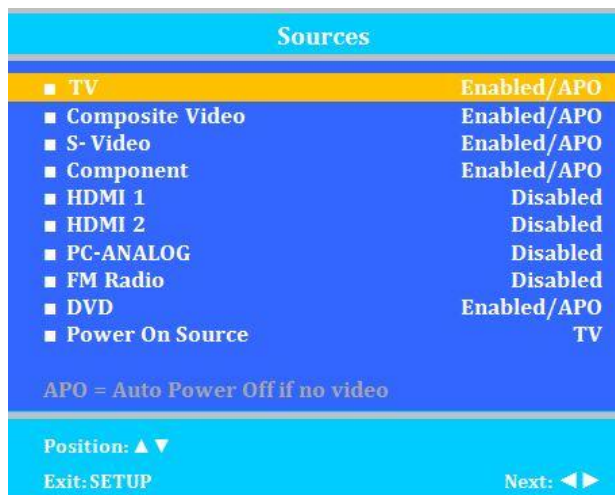 Sources
■ TV Enabled/APO
■ Composite Video Enabled/APO
■ S- Video Enabled/APO
■ Component Enabled/APO
■ HDMI 1 Disabled
■ HDMI 2 Disabled
■ PC-ANALOG Disabled
■ FM Radio Disabled
■ DVD Enabled/APO
■ Power On Source TV
APO = Auto Power Off if no video
Position: ▲▼
Exit: SETUP Next: ◀▶